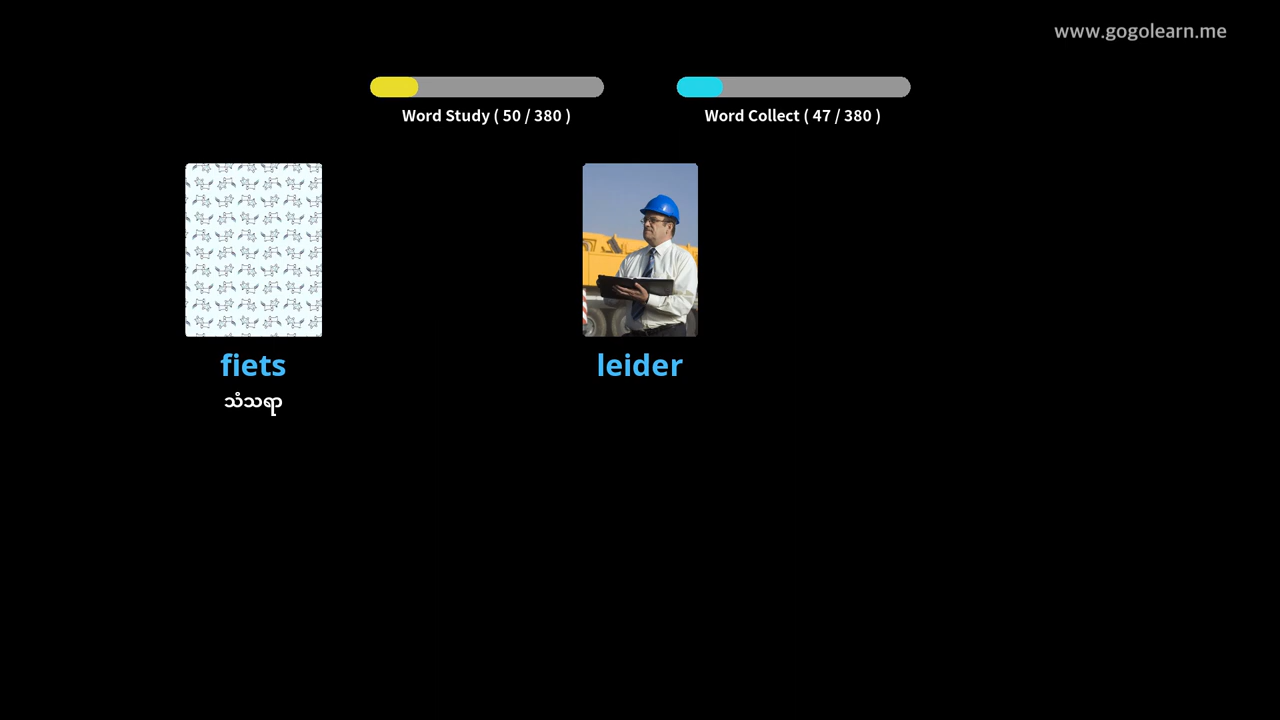 www.gogolearn.me
Word Study ( 50 / 380 )
Word Collect ( 47 / 380 )
fiets
သံသရာ
leider